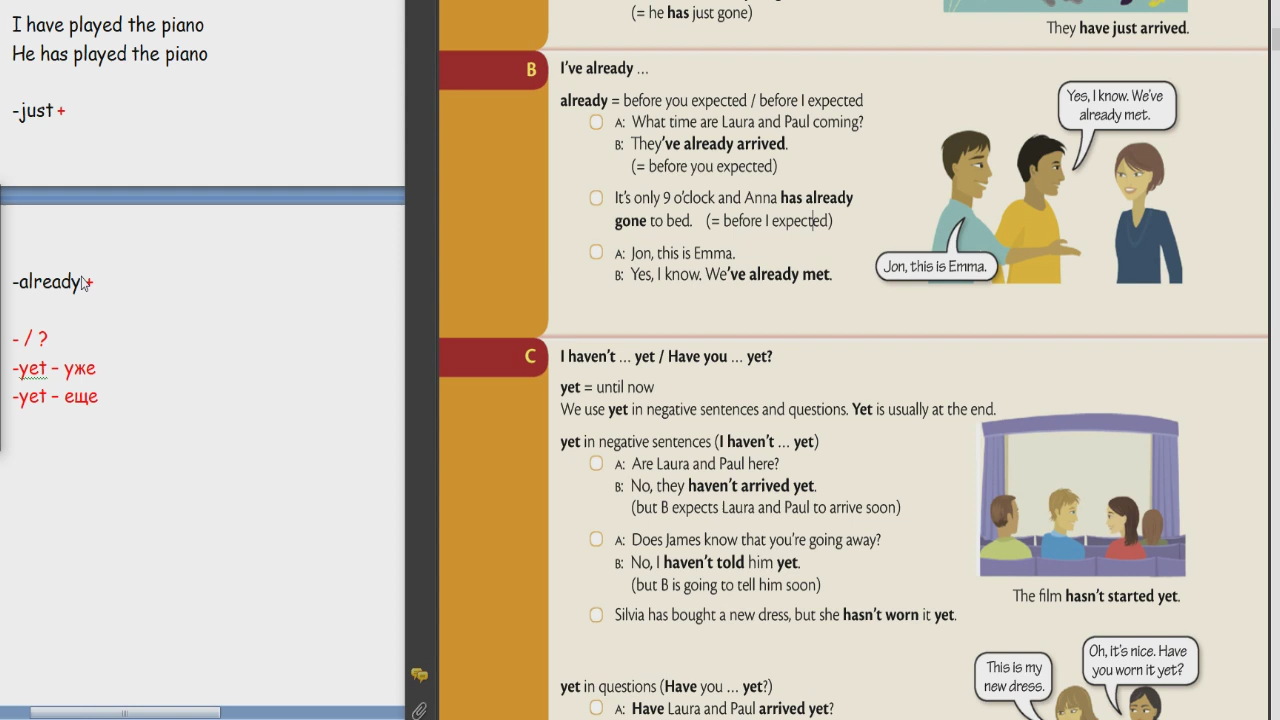 I have played the piano
He has played the piano
-just +
-already +
- / ?
-yet – уже
-yet – еще
(= he has just gone)
They have just arrived.
B
I've already ...
already = before you expected / before I expected
A: What time are Laura and Paul coming?
B: They've already arrived.
(= before you expected)
It's only 9 o'clock and Anna has already
gone to bed. (= before I expected)
A: Jon, this is Emma.
B: Yes, I know. We've already met.
Yes, I know. We've
already met.
Jon, this is Emma.
C
I haven't ... yet / Have you ... yet?
yet = until now
We use yet in negative sentences and questions. Yet is usually at the end.
yet in negative sentences (I haven't ... yet)
A: Are Laura and Paul here?
B: No, they haven't arrived yet.
(but B expects Laura and Paul to arrive soon)
A: Does James know that you're going away?
B: No, I haven't told him yet.
(but B is going to tell him soon)
Silvia has bought a new dress, but she hasn't worn it yet.
The film hasn't started yet.
yet in questions (Have you ... yet?)
A: Have Laura and Paul arrived yet?
This is my
new dress.
Oh, it's nice. Have
you worn it yet?